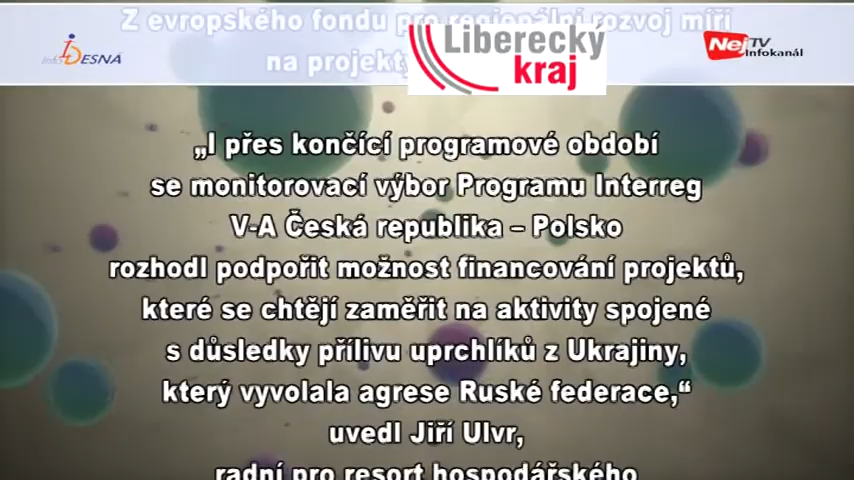 Z evropského fondu pro regionální rozvoj míří
na projekty
Liberecký
kraj
DESNÁ
Nej TV
Infokanál
„I přes končící programové období
se monitorovací výbor Programu Interreg
V-A Česká republika – Polsko
rozhodl podpořit možnost financování projektů,
které se chtějí zaměřit na aktivity spojené
s důsledky přílivu uprchlíků z Ukrajiny,
který vyvolala agrese Ruské federace,“
uvedl Jiří Ulvr,
radní pro resort hospodářského